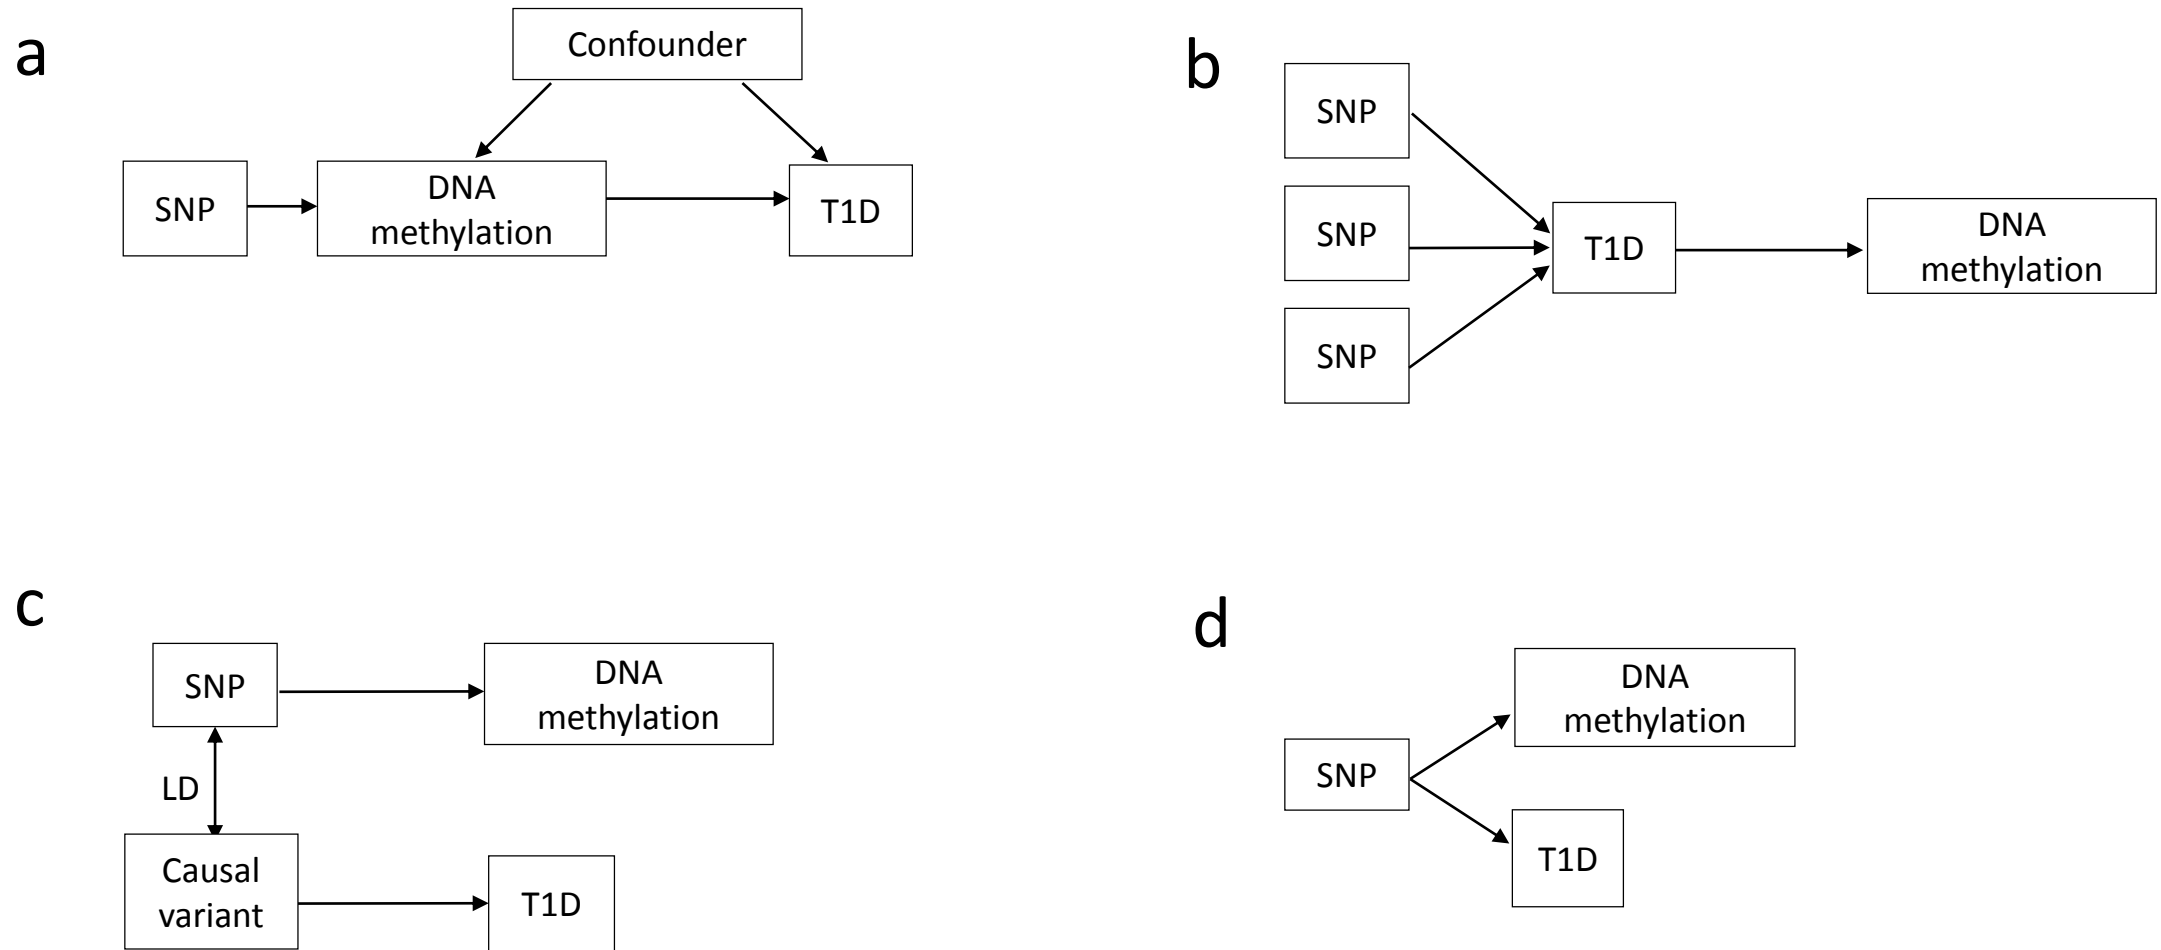 a
Confounder
SNP
DNA
methylation
T1D
b
SNP
SNP
SNP
T1D
DNA
methylation
c
SNP
DNA
methylation
LD
Causal
variant
T1D
d
SNP
DNA
methylation
T1D